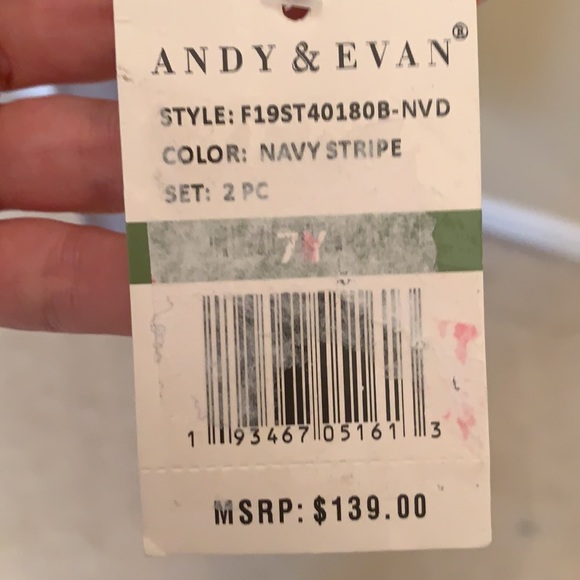 ANDY & EVAN®
STYLE: F19ST40180B-NVD
COLOR: NAVY STRIPE
SET: 2 PC
7Y
1 93467 05161 3
MSRP: $139.00